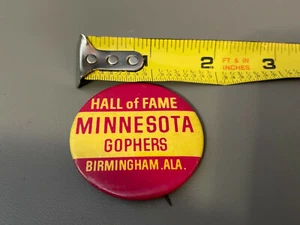 2
FT & IN
INCHES
3
HALL of FAME
MINNESOTA
GOPHERS
BIRMINGHAM.ALA.